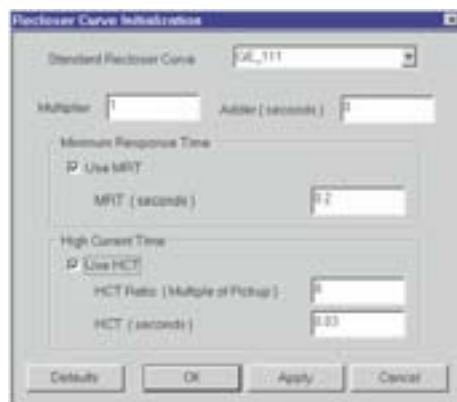 Recloser Curve Initialization
Standard Recloser Curve GE_111
Multiplier 1 Adder ( seconds ) 0
Minimum Response Time
Use MRT
MRT ( seconds ) 0.2
High Current Time
Use HCT
HCT Ratio ( Multiple of Pickup ) 8
HCT ( seconds ) 0.03
Defaults OK Apply Cancel